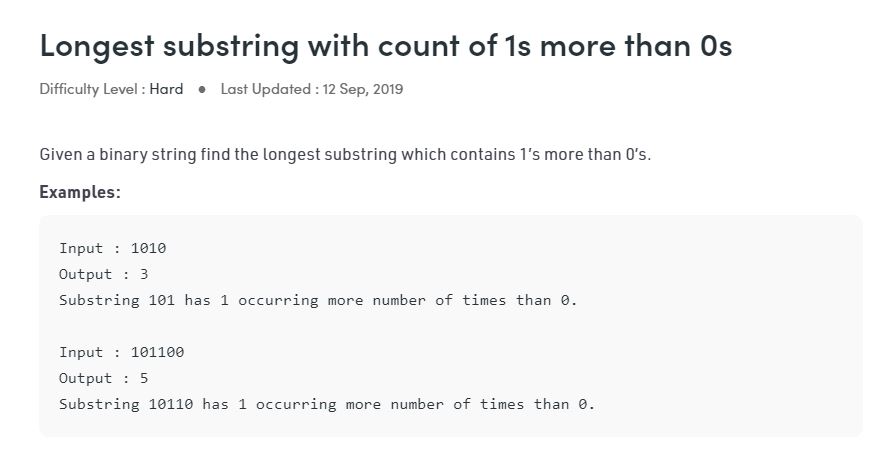 Longest substring with count of 1s more than 0s
Difficulty Level : Hard ● Last Updated : 12 Sep, 2019
Given a binary string find the longest substring which contains 1’s more than 0’s.
Examples:
Input : 1010
Output : 3
Substring 101 has 1 occurring more number of times than 0.
Input : 101100
Output : 5
Substring 10110 has 1 occurring more number of times than 0.